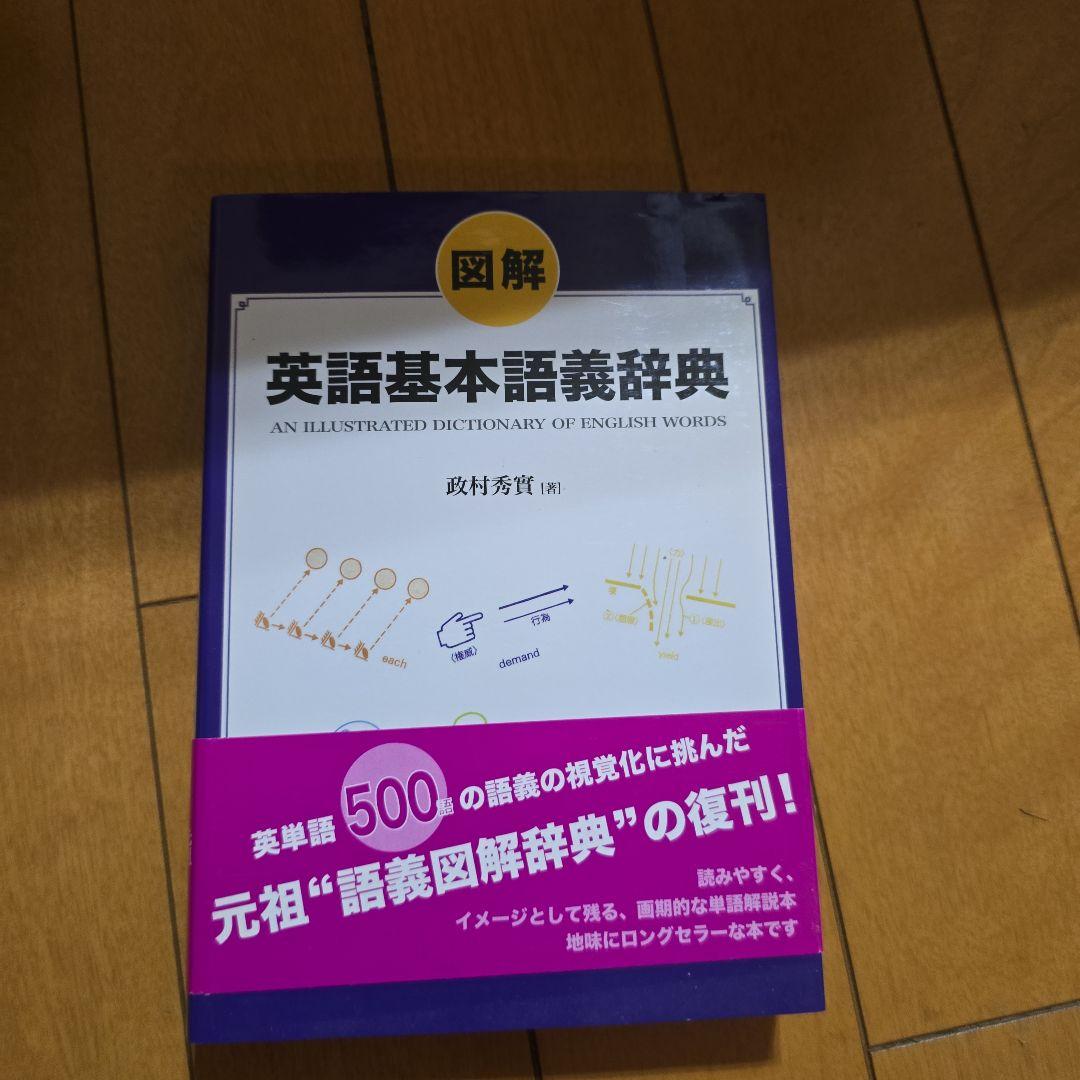 図解
英語基本語義辞典
AN ILLUSTRATED DICTIONARY OF ENGLISH WORDS
政村秀實[著]
each
〈権威〉
行為
demand
〈力〉
yield
英単語500語の語義の視覚化に挑んだ
元祖“語義図解辞典”の復刊!
読みやすく、
イメージとして残る、画期的な単語解説本
地味にロングセラーな本です